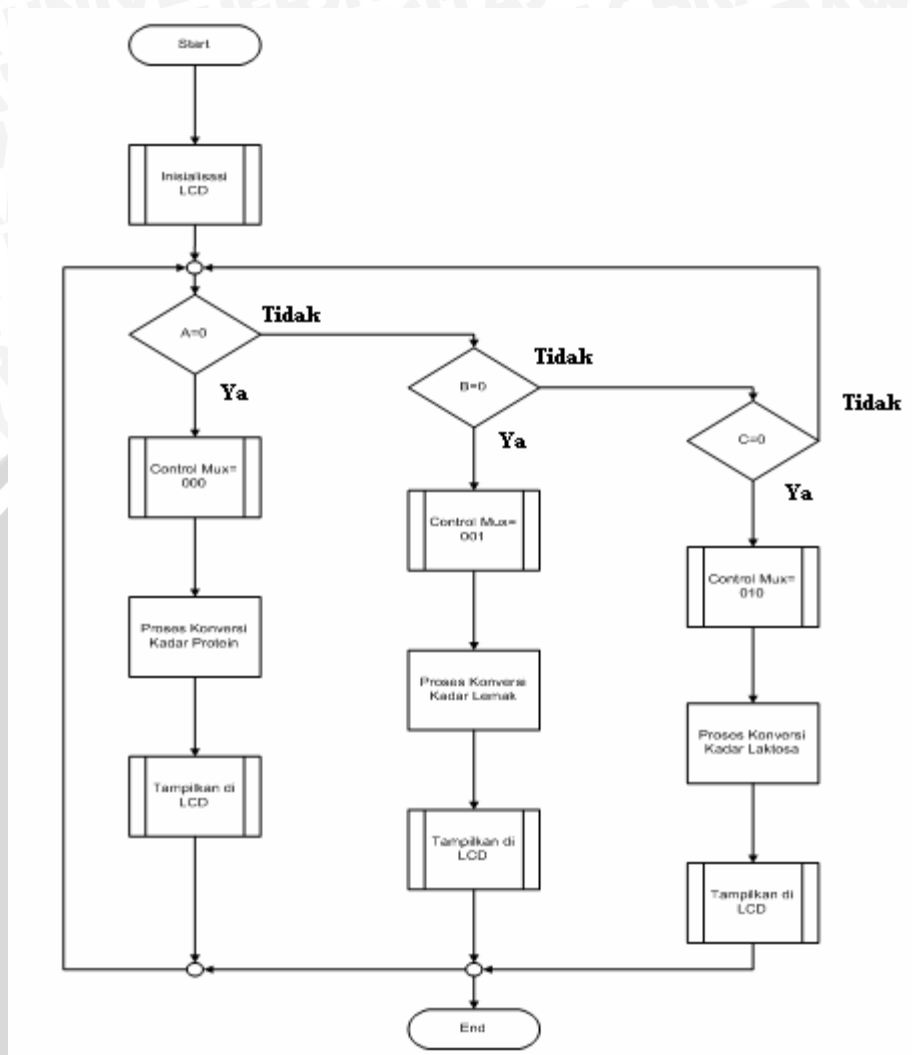 Start
Inisialisasi
LCD
A=0
Tidak
Ya
B=0
Tidak
Ya
C=0
Tidak
Ya
Control Mux=
000
Control Mux=
001
Control Mux=
010
Proses Konversi
Kadar Protein
Proses Konversi
Kadar Lemak
Proses Konversi
Kadar Laktosa
Tampilkan di
LCD
Tampilkan di
LCD
Tampilkan di
LCD
End